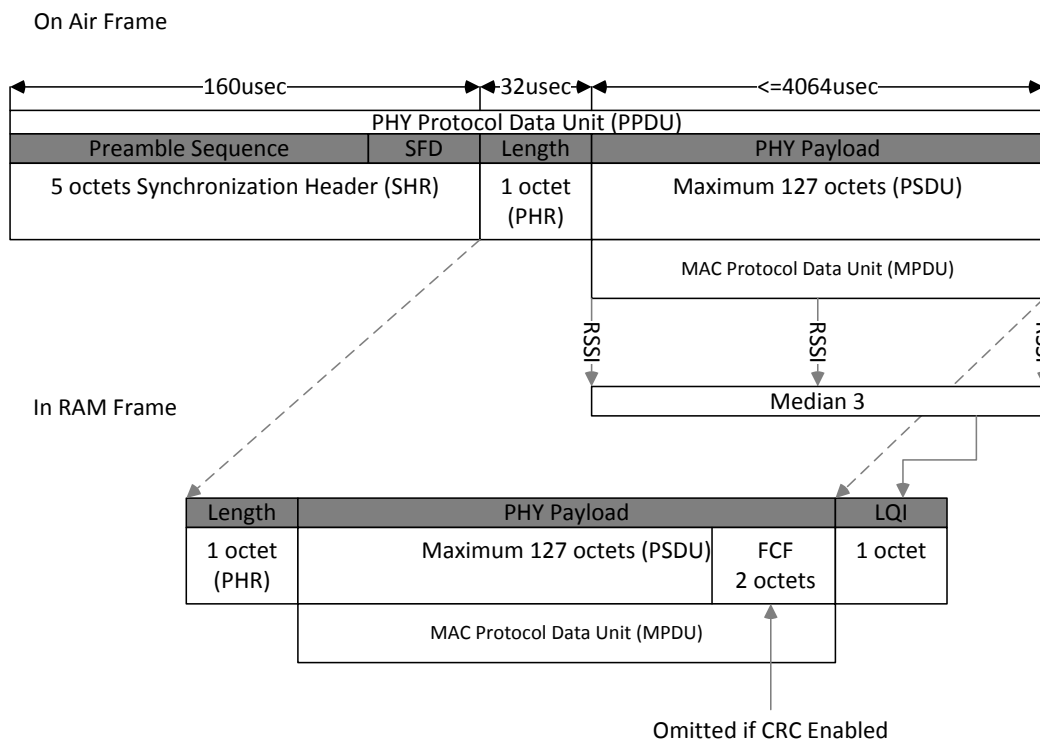 On Air Frame
160usec
32usec
<=4064usec
PHY Protocol Data Unit (PPDU)
Preamble Sequence
SFD
Length
PHY Payload
5 octets Synchronization Header (SHR)
1 octet
(PHR)
Maximum 127 octets (PSDU)
MAC Protocol Data Unit (MPDU)
RSSI
RSSI
RSSI
In RAM Frame
Median 3
Length
PHY Payload
LQI
1 octet
(PHR)
Maximum 127 octets (PSDU)
FCF
2 octets
1 octet
MAC Protocol Data Unit (MPDU)
Omitted if CRC Enabled